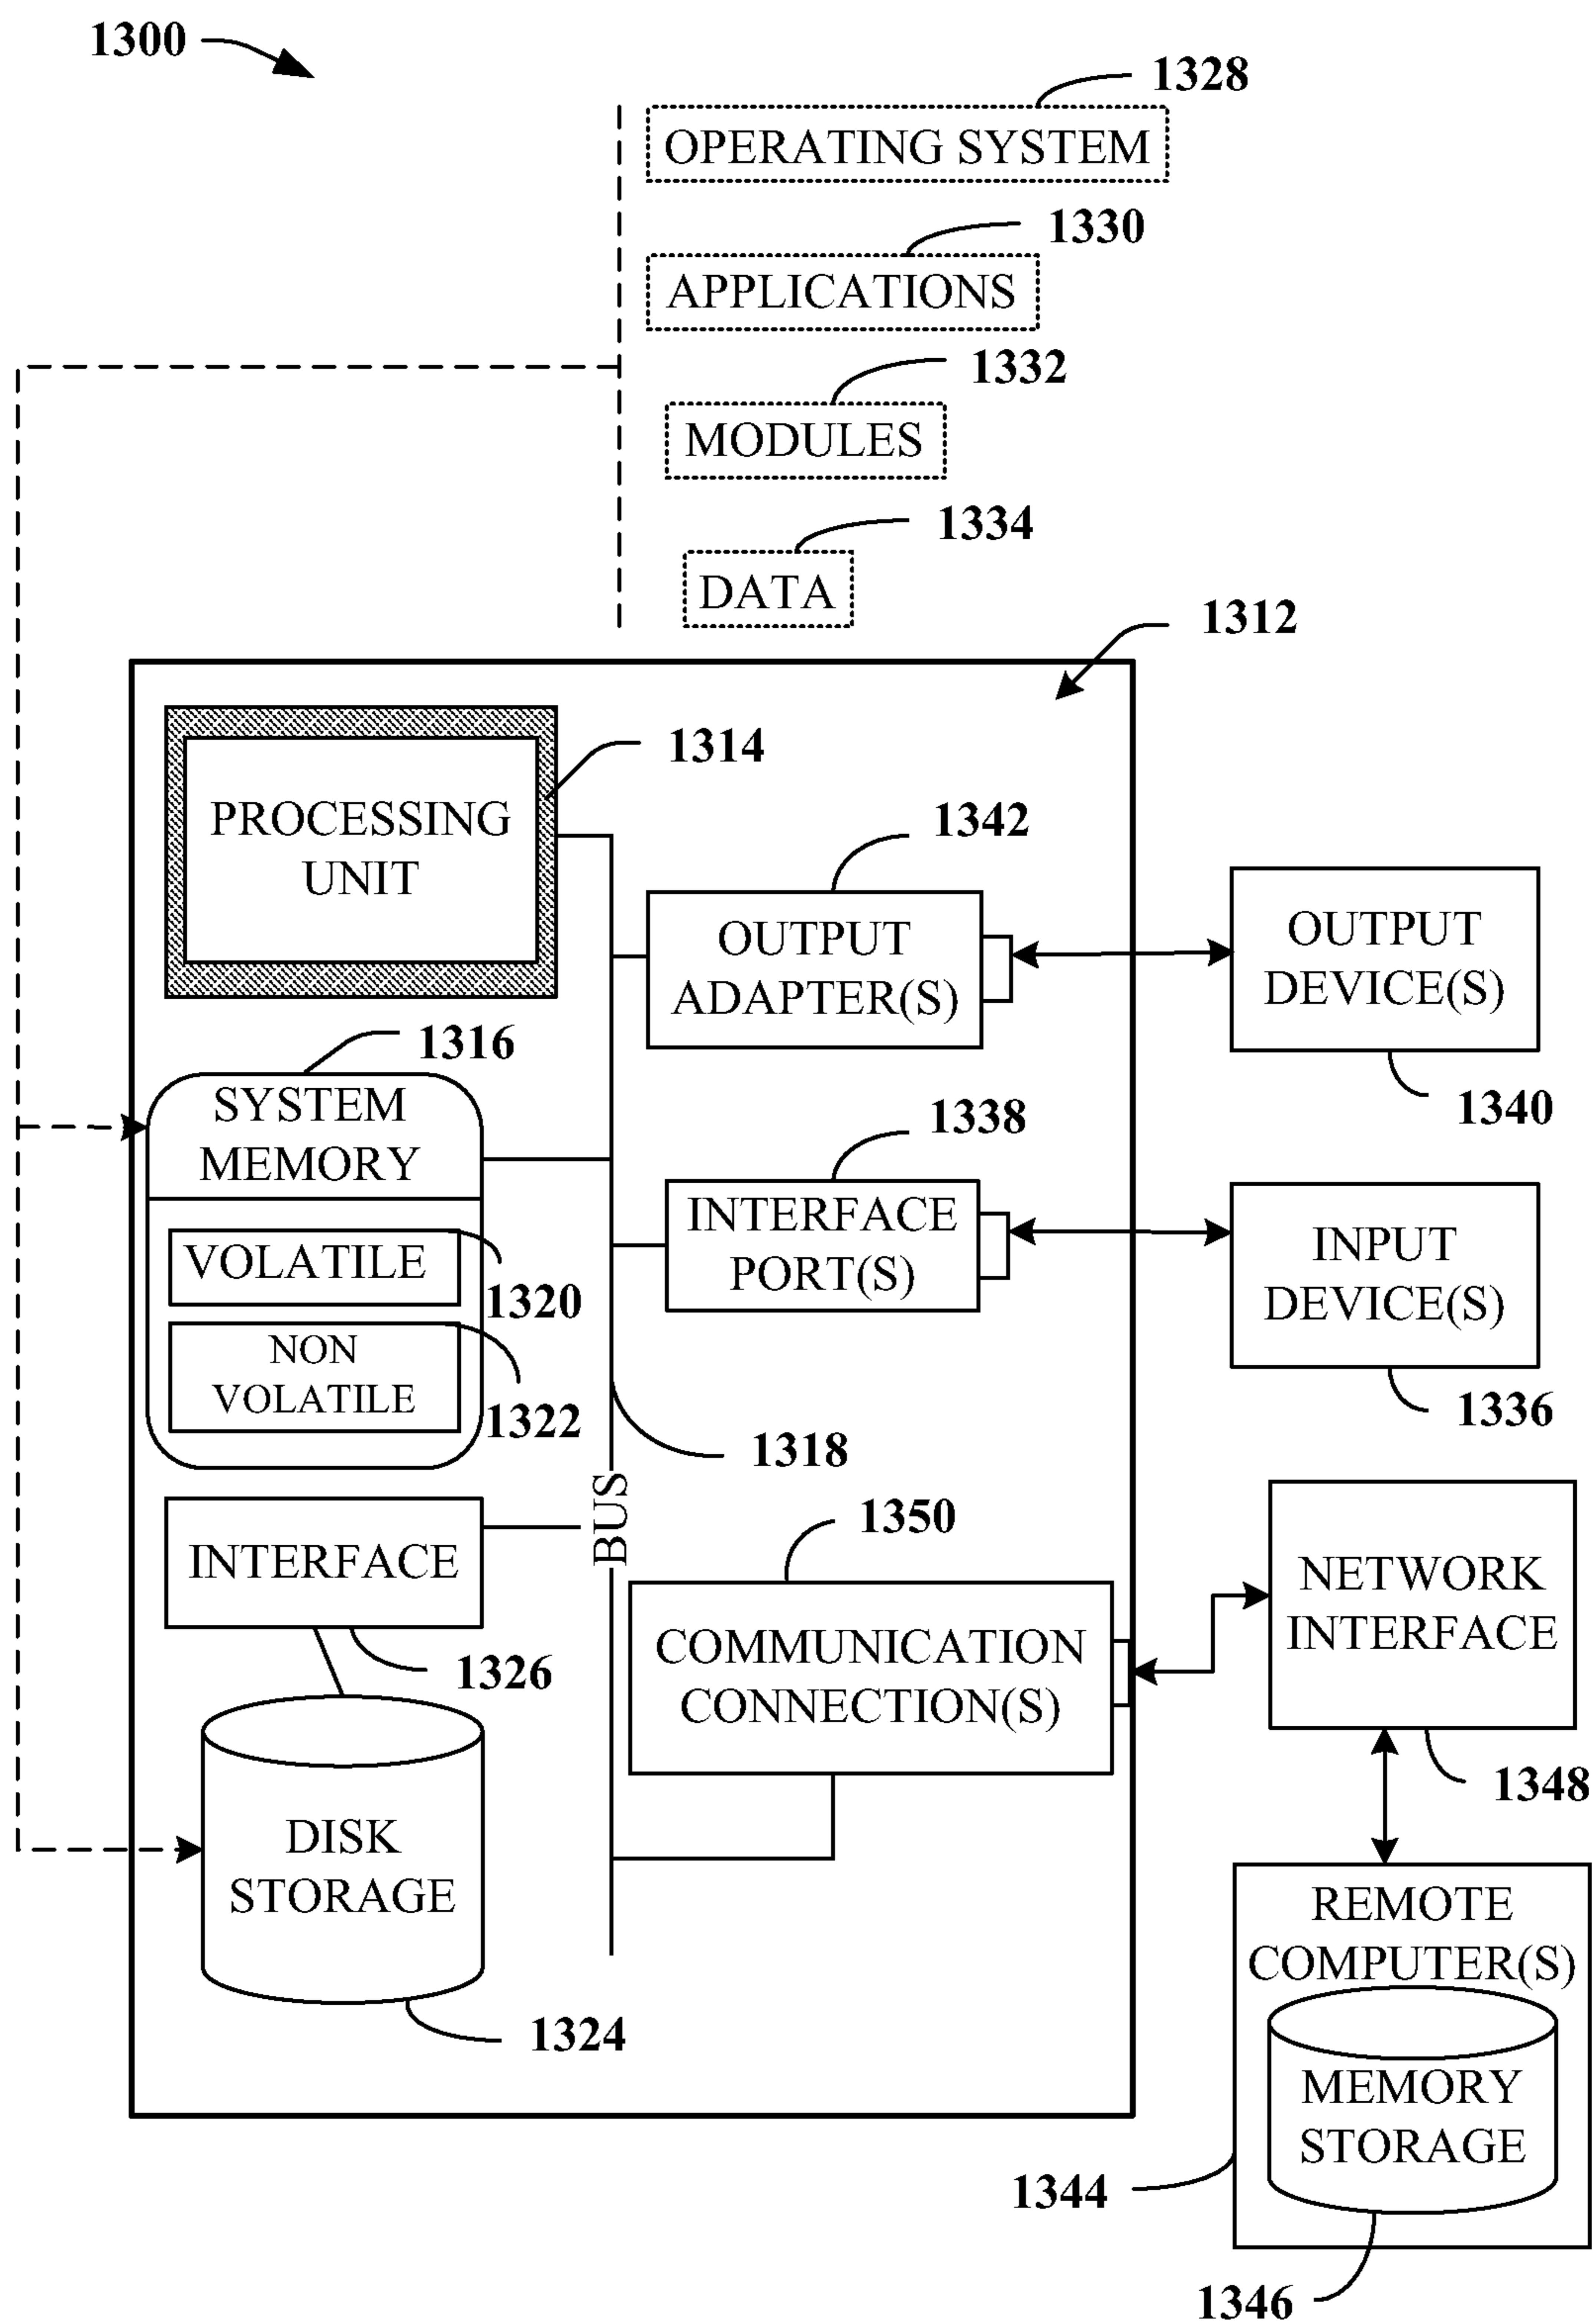 1300
1328
OPERATING SYSTEM
1330
APPLICATIONS
1332
MODULES
1334
DATA
1312
1314
PROCESSING
UNIT
1342
OUTPUT
ADAPTER(S)
OUTPUT
DEVICE(S)
1340
1316
SYSTEM
MEMORY
1338
INTERFACE
PORT(S)
INPUT
DEVICE(S)
1336
VOLATILE
1320
NON
VOLATILE
1322
1318
BUS
INTERFACE
1326
1350
COMMUNICATION
CONNECTION(S)
NETWORK
INTERFACE
1348
DISK
STORAGE
1324
REMOTE
COMPUTER(S)
MEMORY
STORAGE
1344
1346